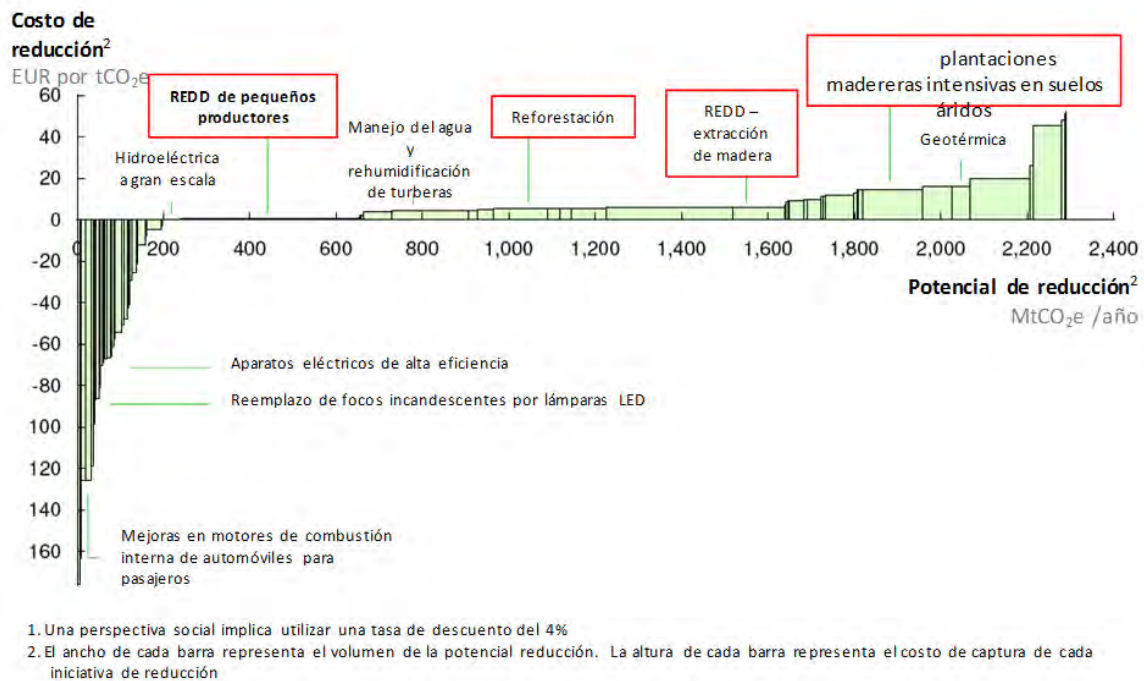 Costo de
reducción²
EUR por tCO₂e
60
40
20
0
-20
-40
-60
-80
100
120
140
160
REDD de pequeños
productores
Hidroeléctrica
a gran escala
Manejo del agua
y
rehumidificación
de turberas
Reforestación
REDD –
extracción
de madera
plantaciones
madereras intensivas en suelos
áridos
Geotérmica
0 200 400 600 800 1,000 1,200 1,400 1,600 1,800 2,000 2,200 2,400
Potencial de reducción²
MtCO₂e /año
Aparatos eléctricos de alta eficiencia
Reemplazo de focos incandescentes por lámparas LED
Mejoras en motores de combustión
interna de automóviles para
pasajeros
1. Una perspectiva social implica utilizar una tasa de descuento del 4%
2. El ancho de cada barra representa el volumen de la potencial reducción. La altura de cada barra representa el costo de captura de cada
iniciativa de reducción